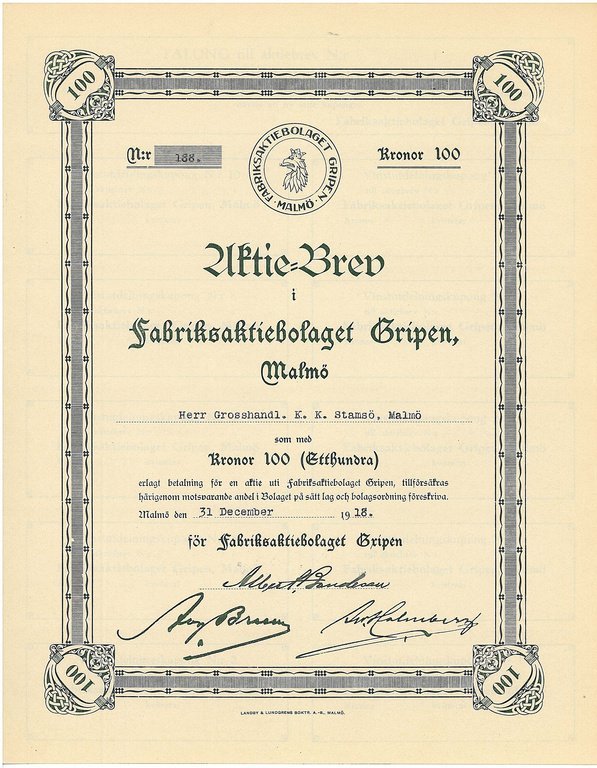 100
100
N:r 188.
FABRIKSAKTIEBOLAGET GRIPEN
· MALMÖ ·
Kronor 100
Aktie=Brev
i
Fabriksaktiebolaget Gripen,
Malmö
Herr Grosshandl. K. K. Stamsö, Malmö
som med
Kronor 100 (Etthundra)
erlagt betalning för en aktie uti Fabriksaktiebolaget Gripen, tillförsäkras
härigenom motsvarande andel i Bolaget på sätt lag och bolagsordning föreskriva.
Malmö den 31 December 1918.
för Fabriksaktiebolaget Gripen
100
100
LANDBY & LUNDGRENS BOKTR. A.-B., MALMÖ.